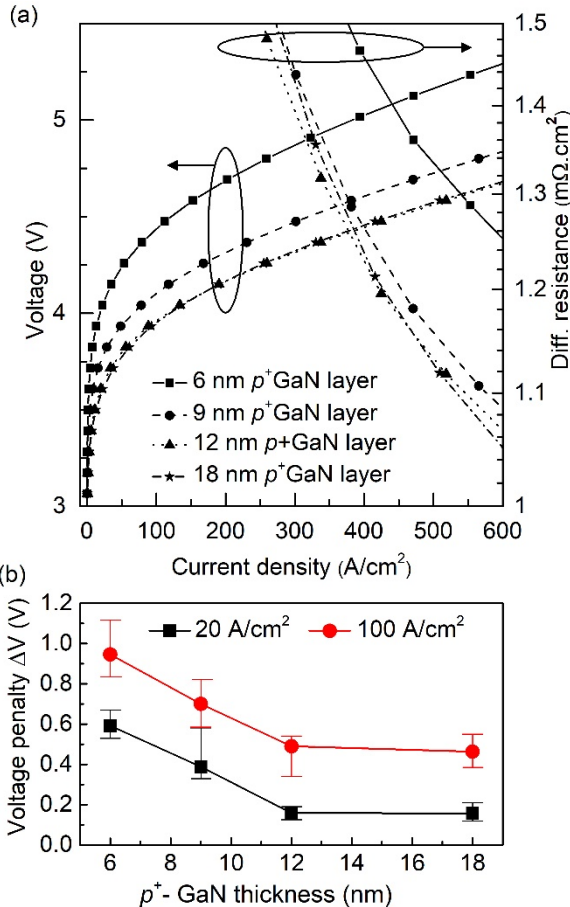 (a)
1.5
1.4
1.3
1.2
1.1
1
Diff. resistance (mΩ.cm²)
5
4
3
Voltage (V)
6 nm p⁺GaN layer
9 nm p⁺GaN layer
12 nm p+GaN layer
18 nm p⁺GaN layer
0 100 200 300 400 500 600
Current density (A/cm²)
(b)
1.2
1.0
0.8
0.6
0.4
0.2
0.0
Voltage penalty ΔV (V)
20 A/cm² 100 A/cm²
6 8 10 12 14 16 18
p⁺- GaN thickness (nm)